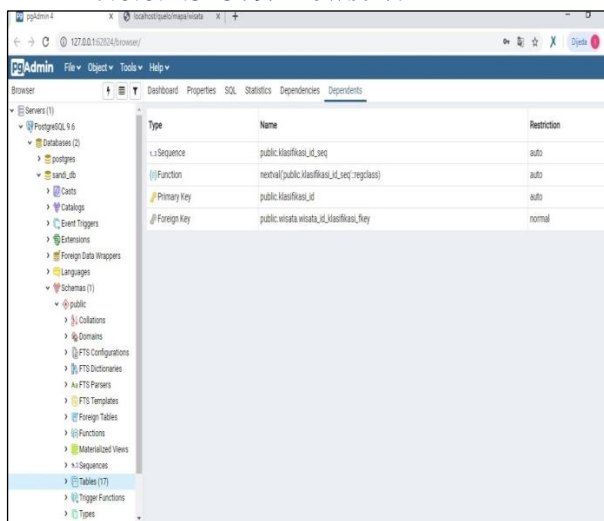 pgAdmin 4 X localhost/quelo/mapa/wisata X +
127.0.0.1:62824/browser/ Dijeda
pgAdmin File Object Tools Help
Browser Dashboard Properties SQL Statistics Dependencies Dependents
Servers (1)
PostgreSQL 9.6
Databases (2)
postgres
sandi_db
Casts
Catalogs
Event Triggers
Extensions
Foreign Data Wrappers
Languages
Schemas (1)
public
Collations
Domains
FTS Configurations
FTS Dictionaries
FTS Parsers
FTS Templates
Foreign Tables
Functions
Materialized Views
Sequences
Tables (17)
Trigger Functions
Types
Type Name Restriction
Sequence public.klasifikasi_id_seq auto
Function nextval('public.klasifikasi_id_seq'::regclass) auto
Primary Key public.klasifikasi_id auto
Foreign Key public.wisata.wisata_id_klasifikasi_fkey normal